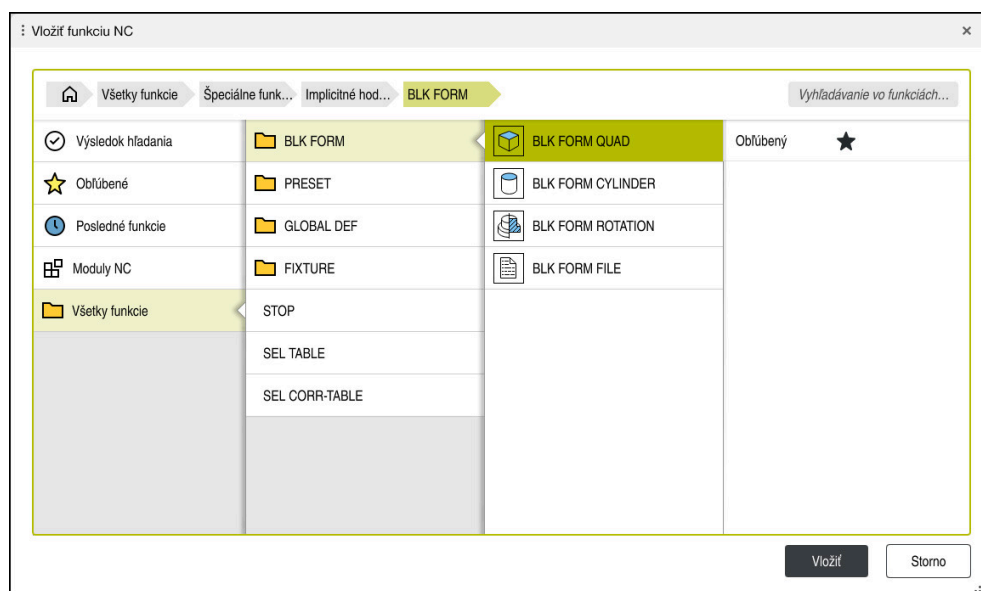 Vložiť funkciu NC
Všetky funkcie
Špeciálne funk...
Implicitné hod...
BLK FORM
Vyhľadávanie vo funkciách...
Výsledok hľadania
Obľúbené
Posledné funkcie
Moduly NC
Všetky funkcie
BLK FORM
PRESET
GLOBAL DEF
FIXTURE
STOP
SEL TABLE
SEL CORR-TABLE
BLK FORM QUAD
BLK FORM CYLINDER
BLK FORM ROTATION
BLK FORM FILE
Obľúbený
Vložiť
Storno